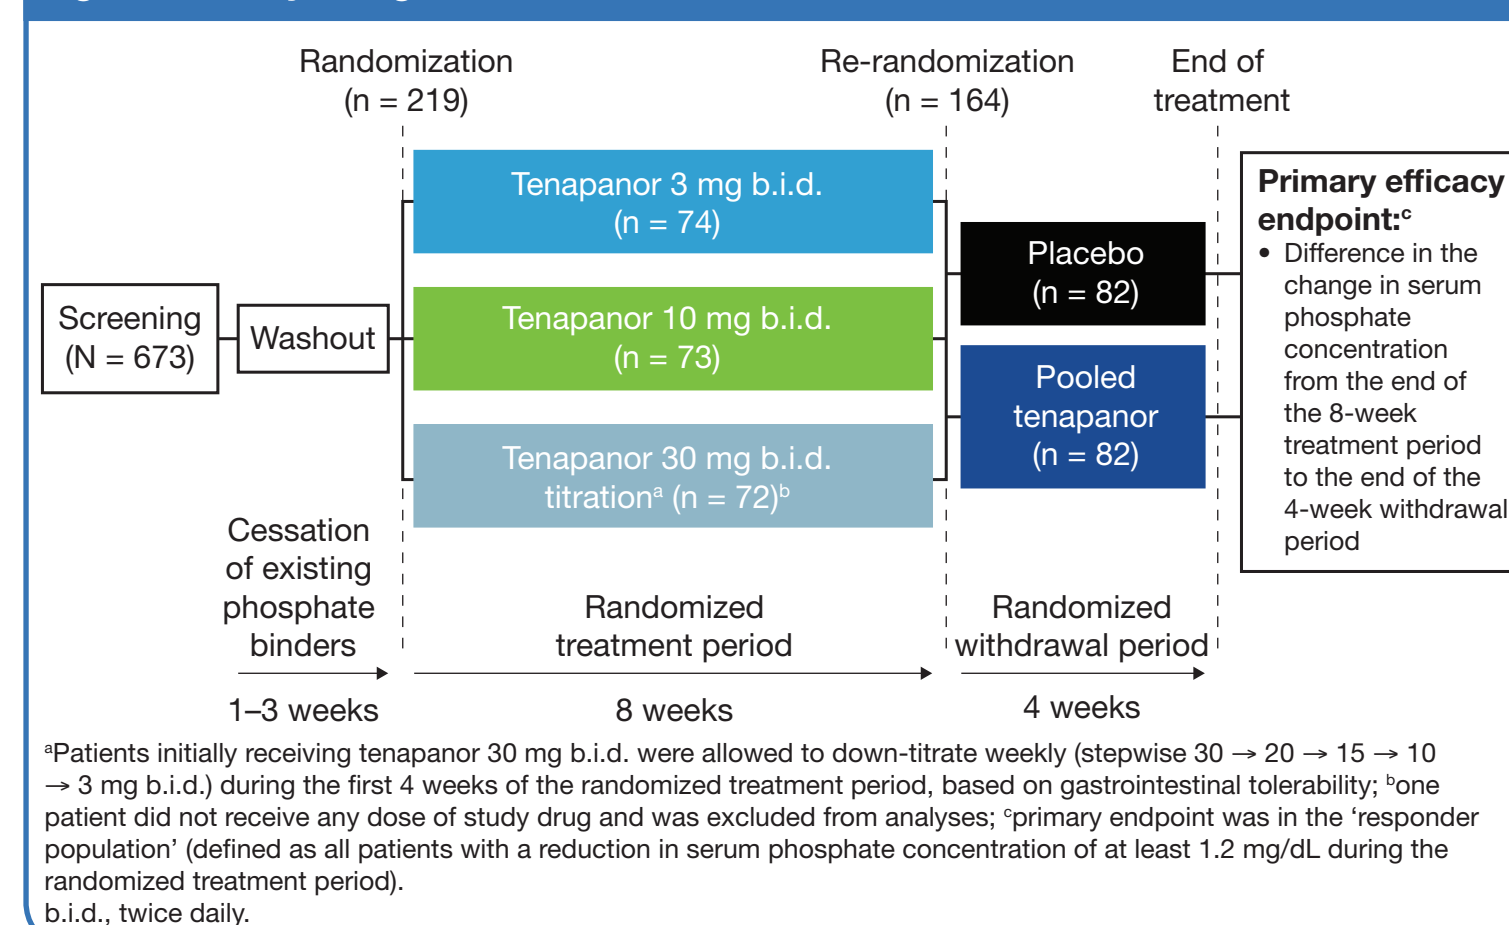 Randomization
(n = 219)
Re-randomization
(n = 164)
End of
treatment
Screening
(N = 673)
Washout
Tenapanor 3 mg b.i.d.
(n = 74)
Tenapanor 10 mg b.i.d.
(n = 73)
Tenapanor 30 mg b.i.d.
titrationᵃ (n = 72)ᵇ
Placebo
(n = 82)
Pooled
tenapanor
(n = 82)
Primary efficacy
endpoint:ᶜ
• Difference in the
change in serum
phosphate
concentration
from the end of
the 8-week
treatment period
to the end of the
4-week withdrawal
period
Cessation
of existing
phosphate
binders
1–3 weeks
Randomized
treatment period
8 weeks
Randomized
withdrawal period
4 weeks
ᵃPatients initially receiving tenapanor 30 mg b.i.d. were allowed to down-titrate weekly (stepwise 30 → 20 → 15 → 10
→ 3 mg b.i.d.) during the first 4 weeks of the randomized treatment period, based on gastrointestinal tolerability; ᵇone
patient did not receive any dose of study drug and was excluded from analyses; ᶜprimary endpoint was in the ‘responder
population’ (defined as all patients with a reduction in serum phosphate concentration of at least 1.2 mg/dL during the
randomized treatment period).
b.i.d., twice daily.